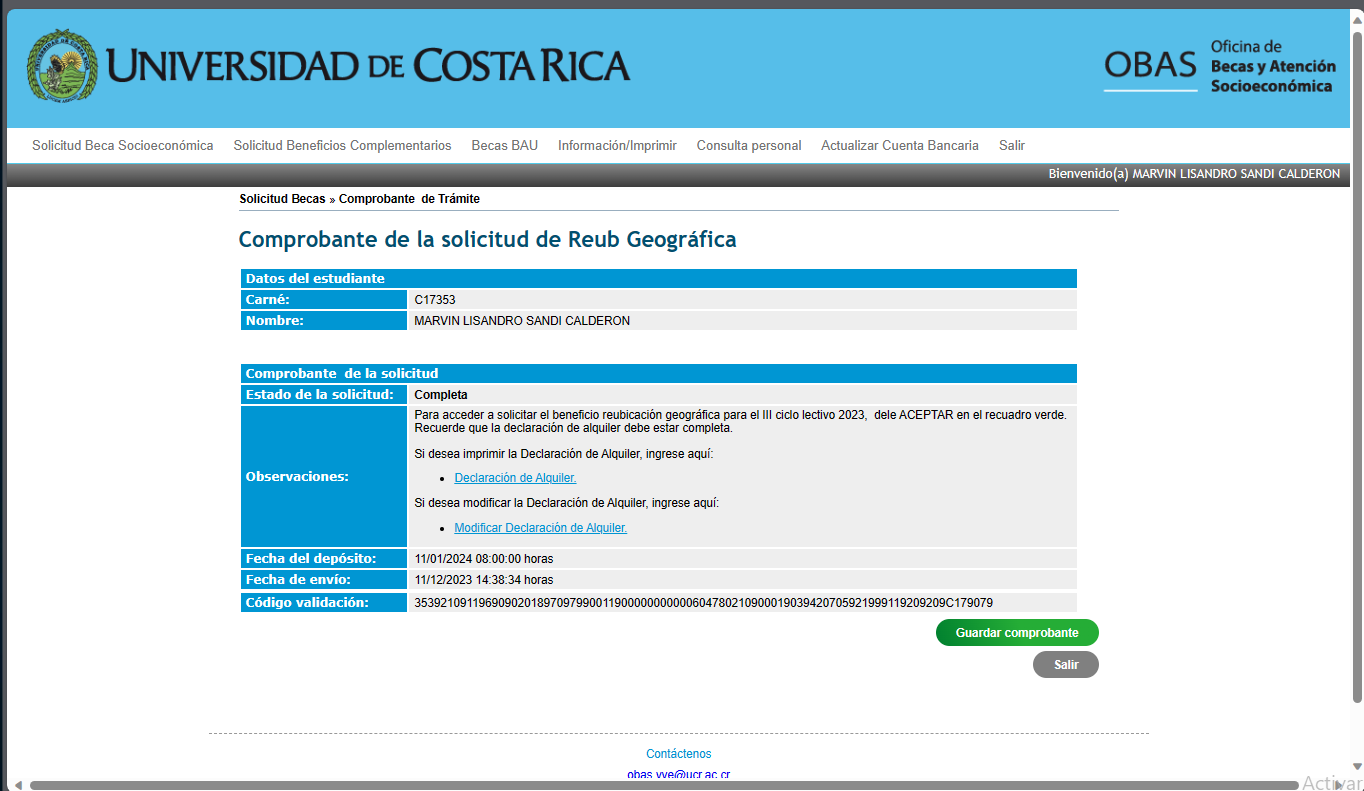 UNIVERSIDAD DE COSTA RICA
OBAS
Oficina de
Becas y Atención
Socioeconómica
Solicitud Beca Socioeconómica Solicitud Beneficios Complementarios Becas BAU Información/Imprimir Consulta personal Actualizar Cuenta Bancaria Salir
Bienvenido(a) MARVIN LISANDRO SANDI CALDERON
Solicitud Becas » Comprobante de Trámite
Comprobante de la solicitud de Reub Geográfica
Datos del estudiante
Carné: C17353
Nombre: MARVIN LISANDRO SANDI CALDERON
Comprobante de la solicitud
Estado de la solicitud: Completa
Observaciones:
Para acceder a solicitar el beneficio reubicación geográfica para el III ciclo lectivo 2023, dele ACEPTAR en el recuadro verde.
Recuerde que la declaración de alquiler debe estar completa.
Si desea imprimir la Declaración de Alquiler, ingrese aquí:
• Declaración de Alquiler.
Si desea modificar la Declaración de Alquiler, ingrese aquí:
• Modificar Declaración de Alquiler.
Fecha del depósito: 11/01/2024 08:00:00 horas
Fecha de envío: 11/12/2023 14:38:34 horas
Código validación: 3539210911969090201897097990011900000000000604780210900019039420705921999119209209C179079
Guardar comprobante
Salir
Contáctenos
obas.vve@ucr.ac.cr
Activar